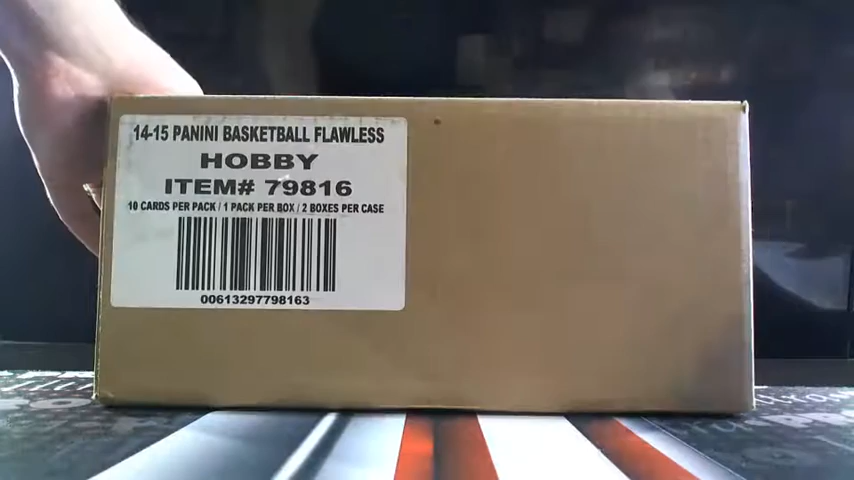 14-15 PANINI BASKETBALL FLAWLESS
HOBBY
ITEM# 79816
10 CARDS PER PACK / 1 PACK PER BOX / 2 BOXES PER CASE
00613297798163